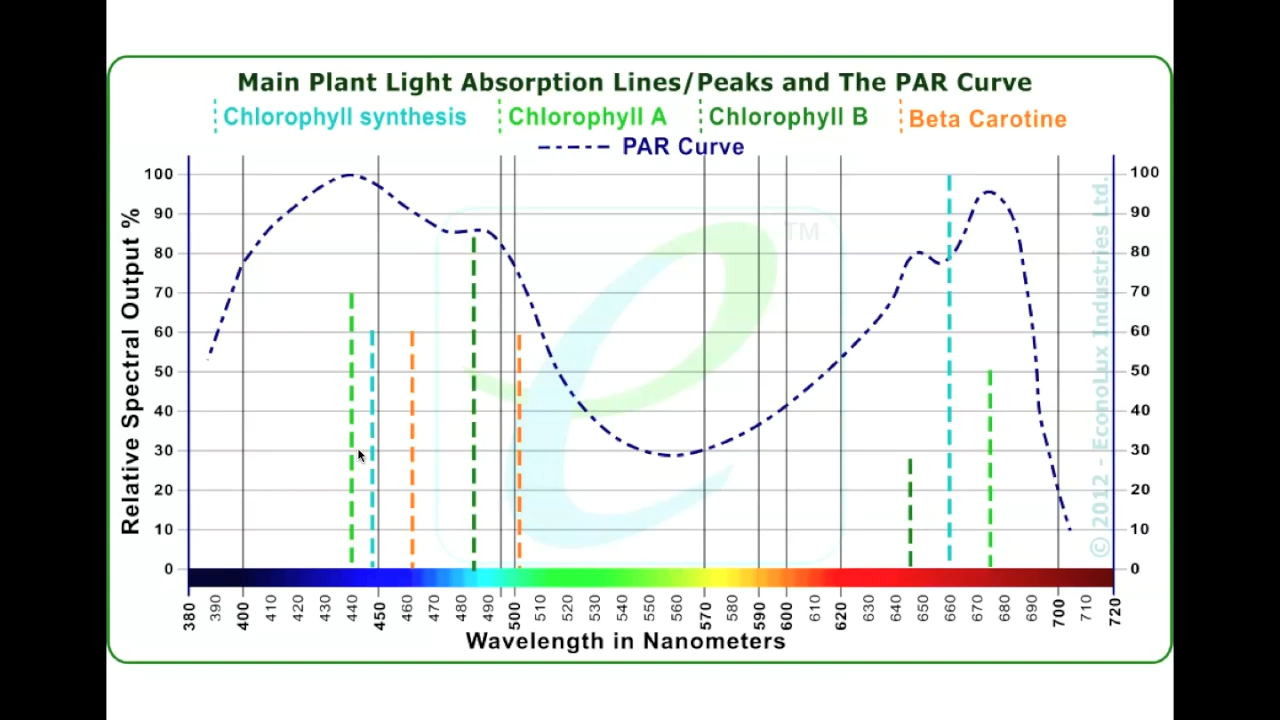 Main Plant Light Absorption Lines/Peaks and The PAR Curve
Chlorophyll synthesis Chlorophyll A Chlorophyll B Beta Carotine
PAR Curve
Relative Spectral Output %
100 100
90 90
80 80
70 70
60 60
50 50
40 40
30 30
20 20
10 10
0 0
TM
© 2012 - EconoLux Industries Ltd.
380 390 400 410 420 430 440 450 460 470 480 490 500 510 520 530 540 550 560 570 580 590 600 610 620 630 640 650 660 670 680 690 700 710 720
Wavelength in Nanometers